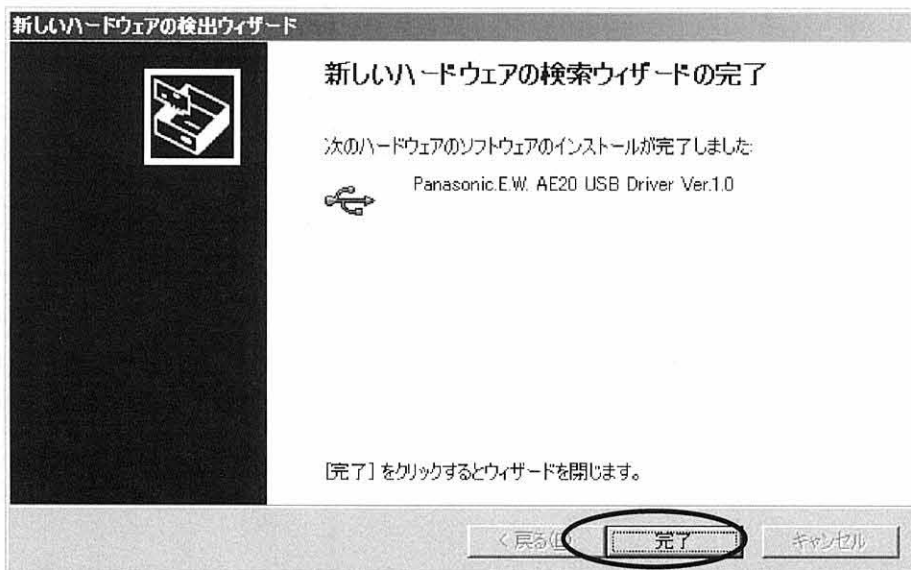 新しいハードウェアの検出ウィザード
新しいハードウェアの検索ウィザードの完了
次のハードウェアのソフトウェアのインストールが完了しました:
Panasonic.E.W. AE20 USB Driver Ver.1.0
[完了] をクリックするとウィザードを閉じます。
< 戻る(B)
完了
キャンセル